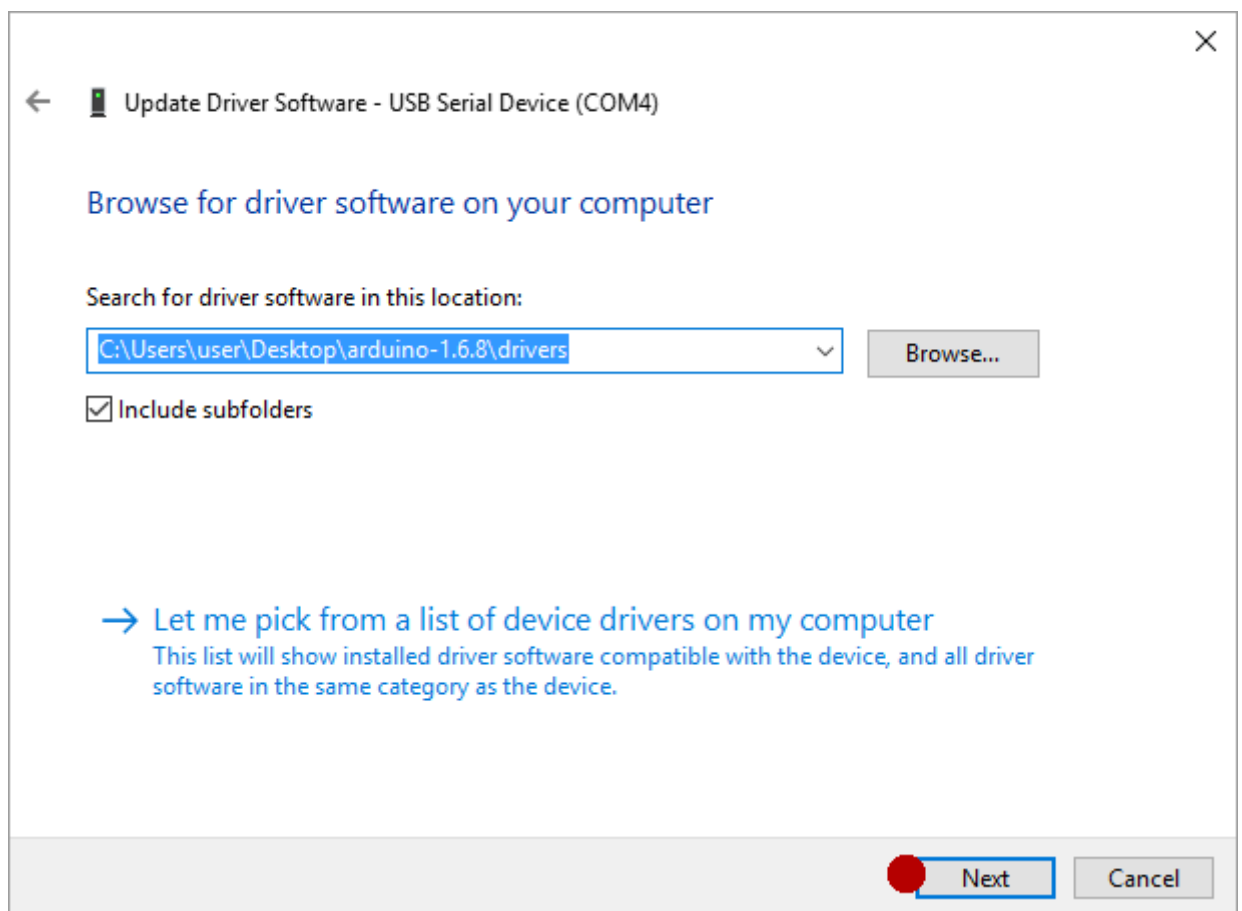 Update Driver Software - USB Serial Device (COM4)
Browse for driver software on your computer
Search for driver software in this location:
C:\Users\user\Desktop\arduino-1.6.8\drivers
Browse...
Include subfolders
Let me pick from a list of device drivers on my computer
This list will show installed driver software compatible with the device, and all driver
software in the same category as the device.
Next
Cancel